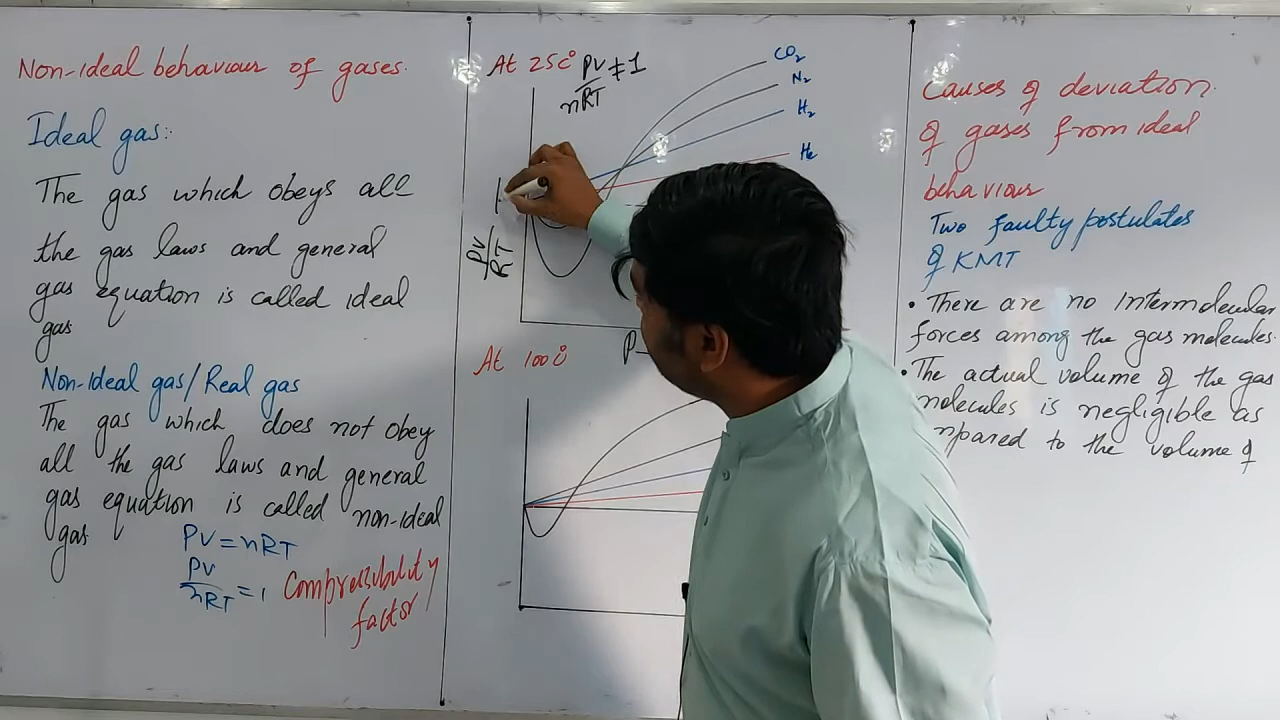 Non-ideal behaviour of gases.
Ideal gas:
The gas which obeys all
the gas laws and general
gas equation is called ideal
gas
Non-ideal gas/Real gas
The gas which does not obey
all the gas laws and general
gas equation is called non-ideal
gas
PV = nRT
PV/nRT = 1 Compressibility
factor
At 25C° PV/nRT ≠ 1
CO2
N2
H2
He
PV/RT
P
At 100C°
Causes of deviation
of gases from ideal
behaviour
Two faulty postulates
of KMT
• There are no intermolecular
forces among the gas molecules.
• The actual volume of the gas
molecules is negligible as
to the volume of